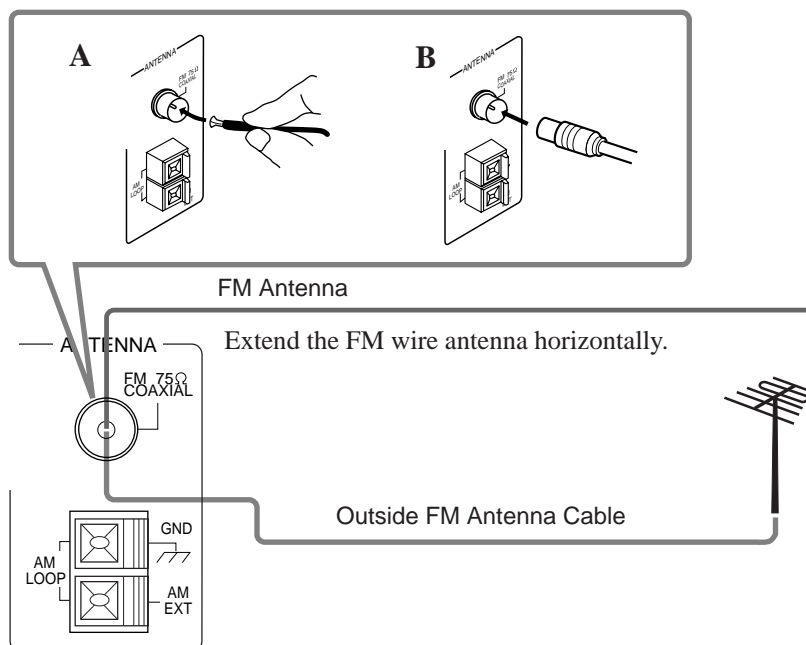 A
ANTENNA
FM 75Ω
COAXIAL
AM
LOOP
B
ANTENNA
FM 75Ω
COAXIAL
AM
LOOP
FM Antenna
Extend the FM wire antenna horizontally.
ANTENNA
FM 75Ω
COAXIAL
Outside FM Antenna Cable
GND
AM
LOOP
AM
EXT